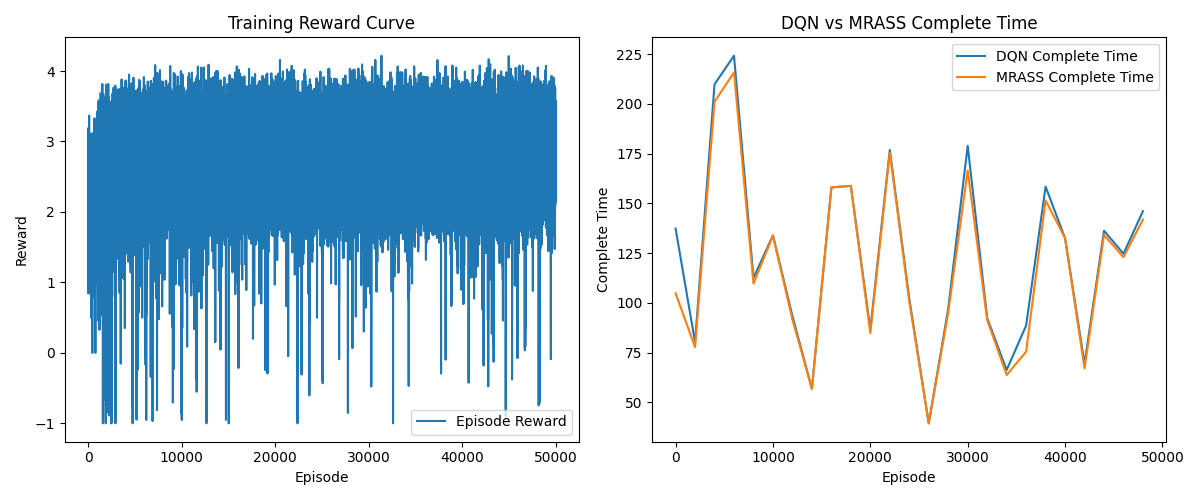 Training Reward Curve
Reward
4
3
2
1
0
−1
0 10000 20000 30000 40000 50000
Episode
Episode Reward
DQN vs MRASS Complete Time
Complete Time
225
200
175
150
125
100
75
50
0 10000 20000 30000 40000 50000
Episode
DQN Complete Time
MRASS Complete Time